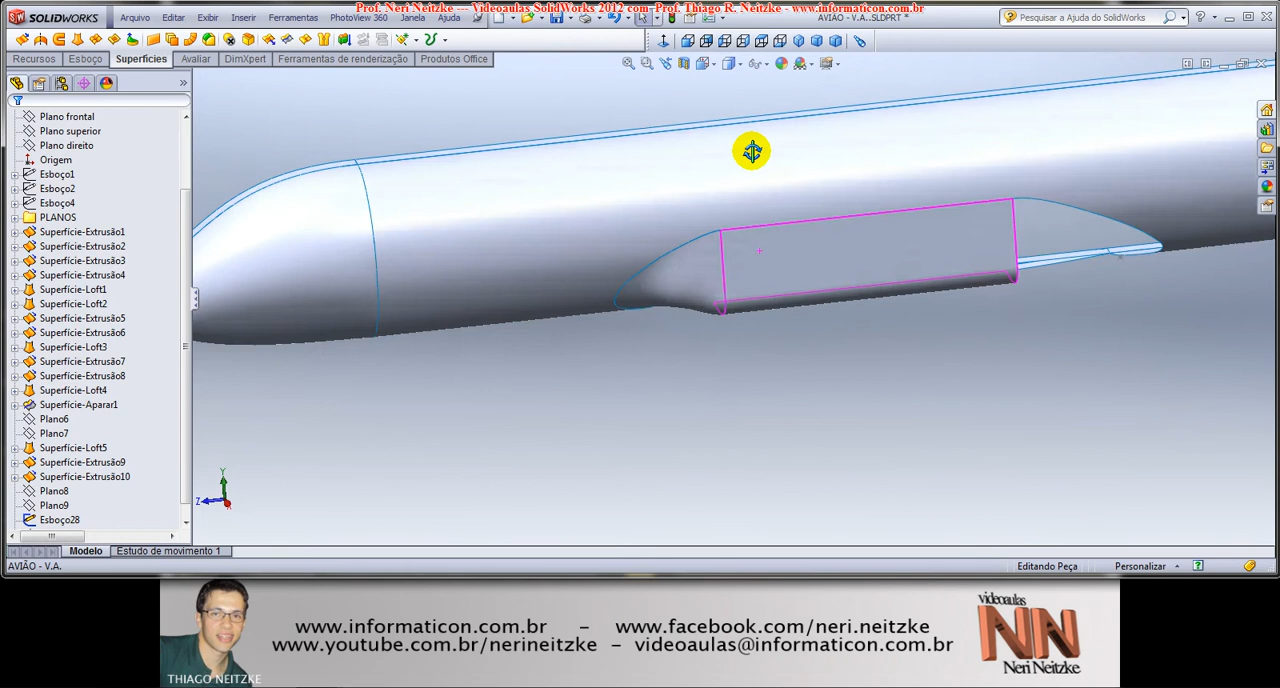 Prof. Neri Neitzke --- Videoaulas SolidWorks 2012 com Prof. Thiago R. Neitzke - www.informaticon.com.br
SOLIDWORKS
Arquivo Editar Exibir Inserir Ferramentas PhotoView 360 Janela Ajuda
AVIÃO - V.A..SLDPRT *
Pesquisar a Ajuda do SolidWorks
Recursos Esboço Superfícies Avaliar DimXpert Ferramentas de renderização Produtos Office
Plano frontal
Plano superior
Plano direito
Origem
Esboço1
Esboço2
Esboço4
PLANOS
Superfície-Extrusão1
Superfície-Extrusão2
Superfície-Extrusão3
Superfície-Extrusão4
Superfície-Loft1
Superfície-Loft2
Superfície-Extrusão5
Superfície-Extrusão6
Superfície-Loft3
Superfície-Extrusão7
Superfície-Extrusão8
Superfície-Loft4
Superfície-Aparar1
Plano6
Plano7
Superfície-Loft5
Superfície-Extrusão9
Superfície-Extrusão10
Plano8
Plano9
Esboço28
Y
Z
Modelo Estudo de movimento 1
AVIÃO - V.A.
Editando Peça Personalizar
www.informaticon.com.br - www.facebook.com/neri.neitzke
www.youtube.com.br/nerineitzke - videoaulas@informaticon.com.br
THIAGO NEITZKE
videoaulas
NN
Neri Neitzke